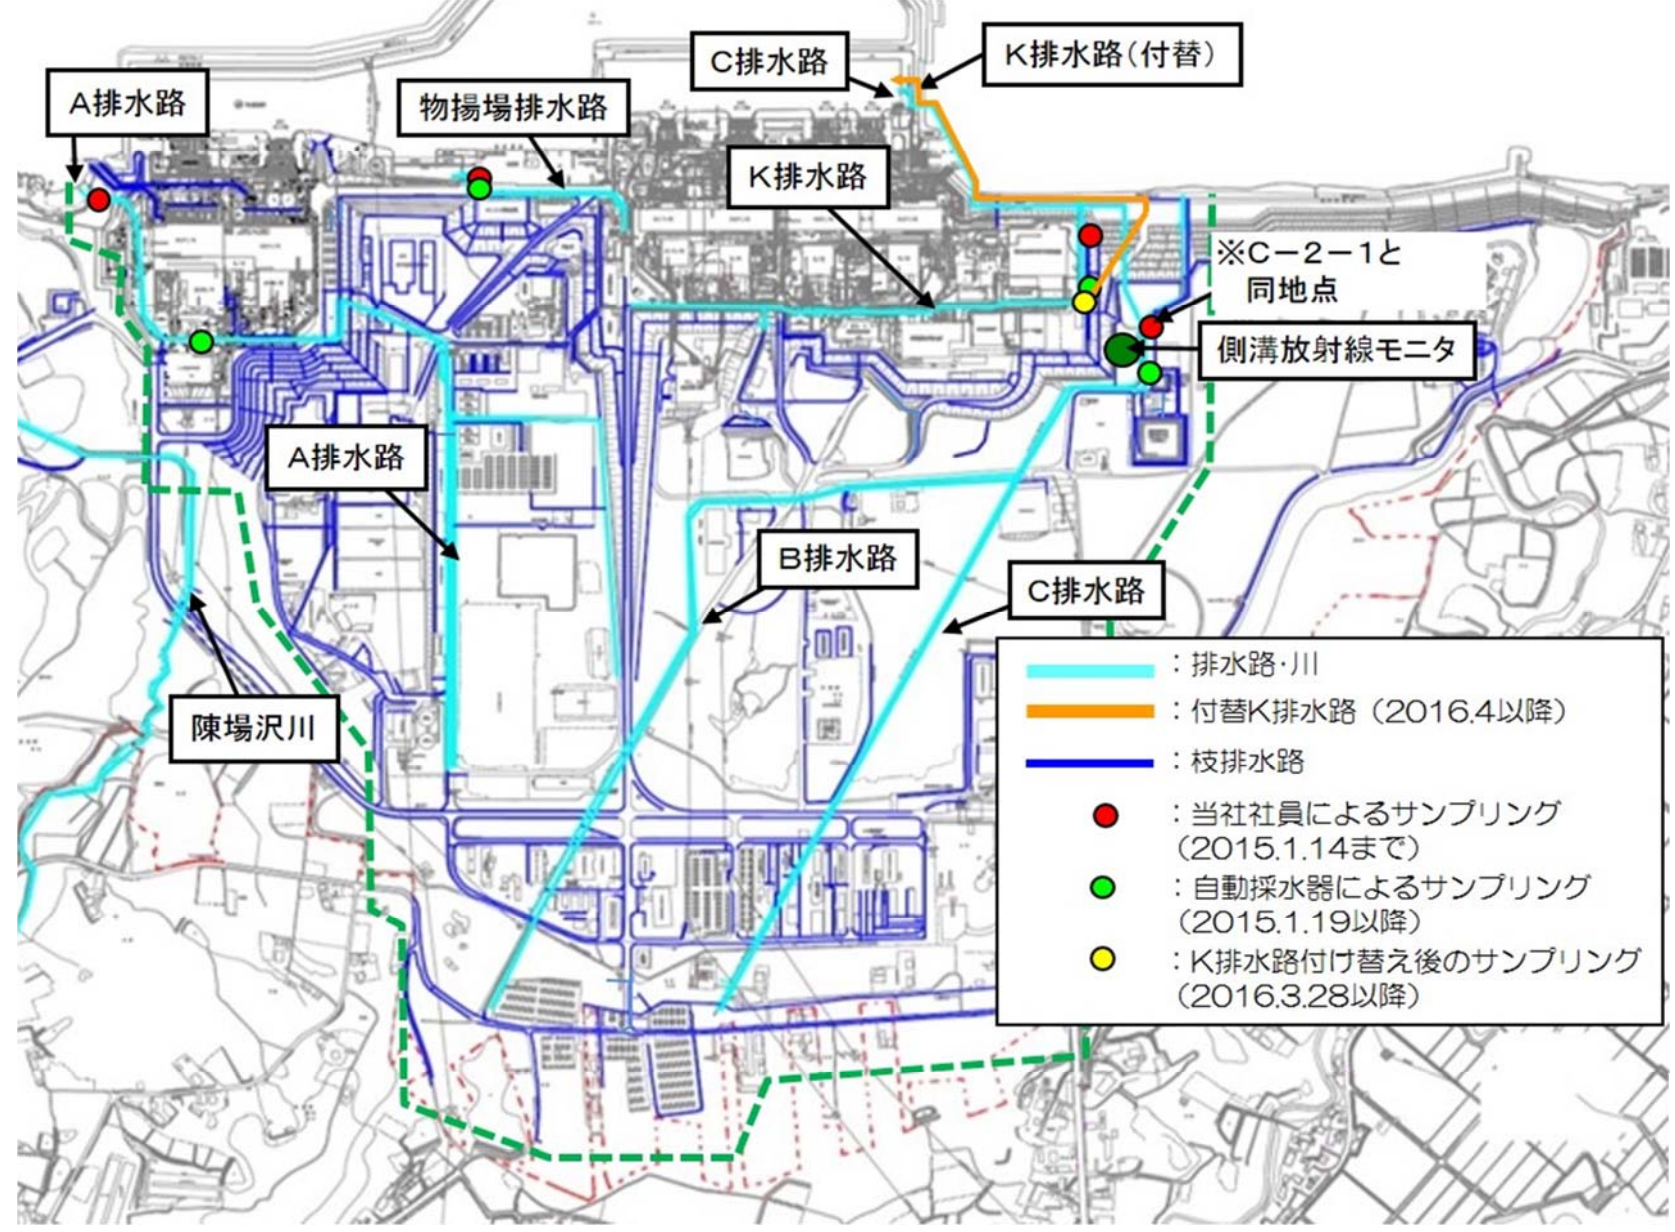 C排水路
K排水路(付替)
A排水路
物揚場排水路
K排水路
※C-2-1と
同地点
側溝放射線モニタ
A排水路
B排水路
C排水路
陳場沢川
：排水路・川
：付替K排水路（2016.4以降）
：枝排水路
：当社社員によるサンプリング
（2015.1.14まで）
：自動採水器によるサンプリング
（2015.1.19以降）
：K排水路付け替え後のサンプリング
（2016.3.28以降）